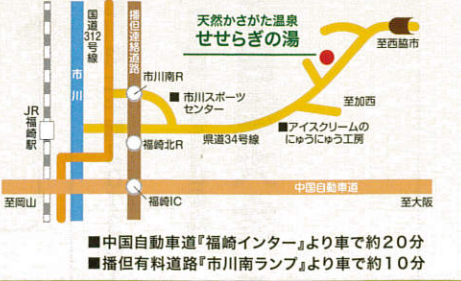 天然かさがた温泉
せせらぎの湯
至西脇市
国道312号線
播但連絡道路
市川
市川南R
■市川スポーツ
センター
至加西
JR
福崎駅
県道34号線
■アイスクリームの
にゅうにゅう工房
福崎北R
中国自動車道
至岡山
福崎IC
至大阪
■中国自動車道『福崎インター』より車で約20分
■播但有料道路『市川南ランプ』より車で約10分